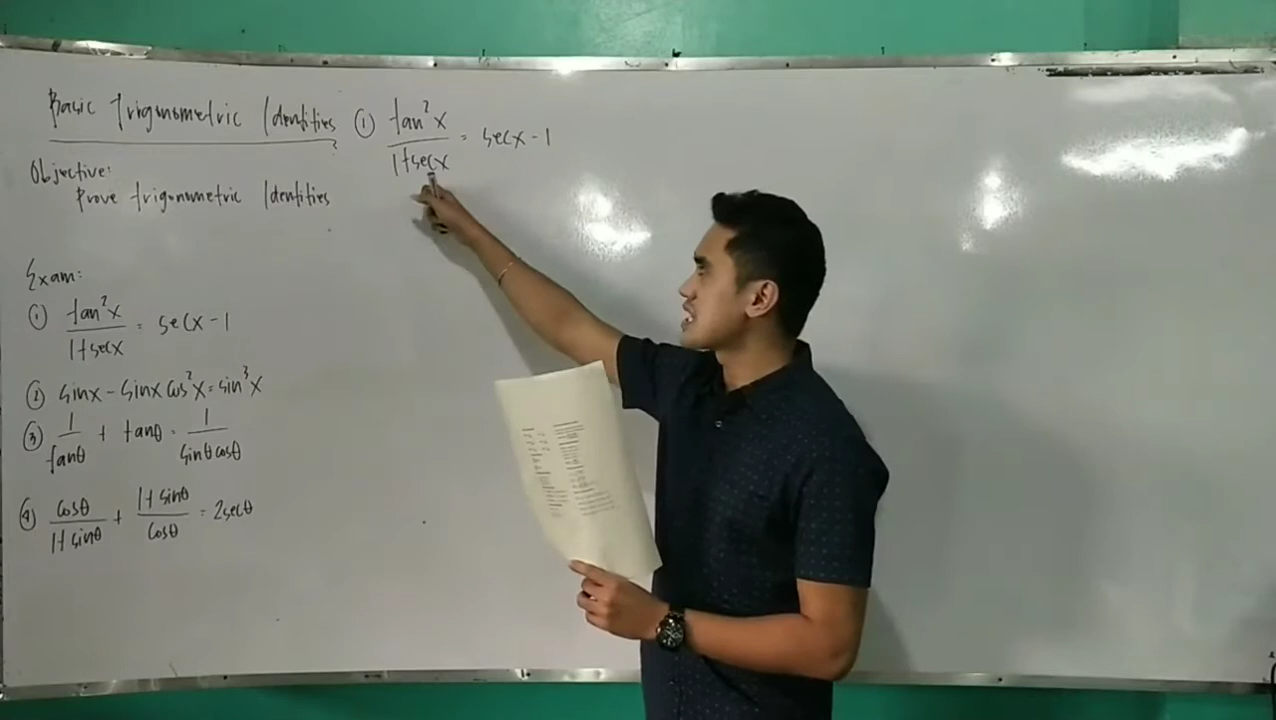 Basic Trigonometric Identities
Objective:
Prove trigonometric Identities
Exam:
① tan²x / 1+secx = secx - 1
② sinx - sinx cos²x = sin³x
③ 1 / tanθ + tanθ = 1 / sinθ cosθ
④ cosθ / 1+sinθ + 1+sinθ / cosθ = 2secθ
① tan²x / 1+secx = secx - 1